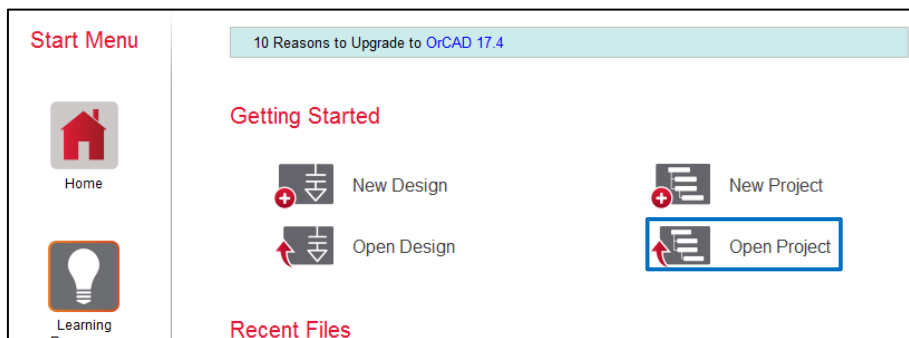 Start Menu
10 Reasons to Upgrade to OrCAD 17.4
Getting Started
Home
New Design
New Project
Open Design
Open Project
Learning
Recent Files